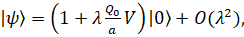 |ψ⟩ = (1 + λ Q₀/a V) |0⟩ + O(λ²),